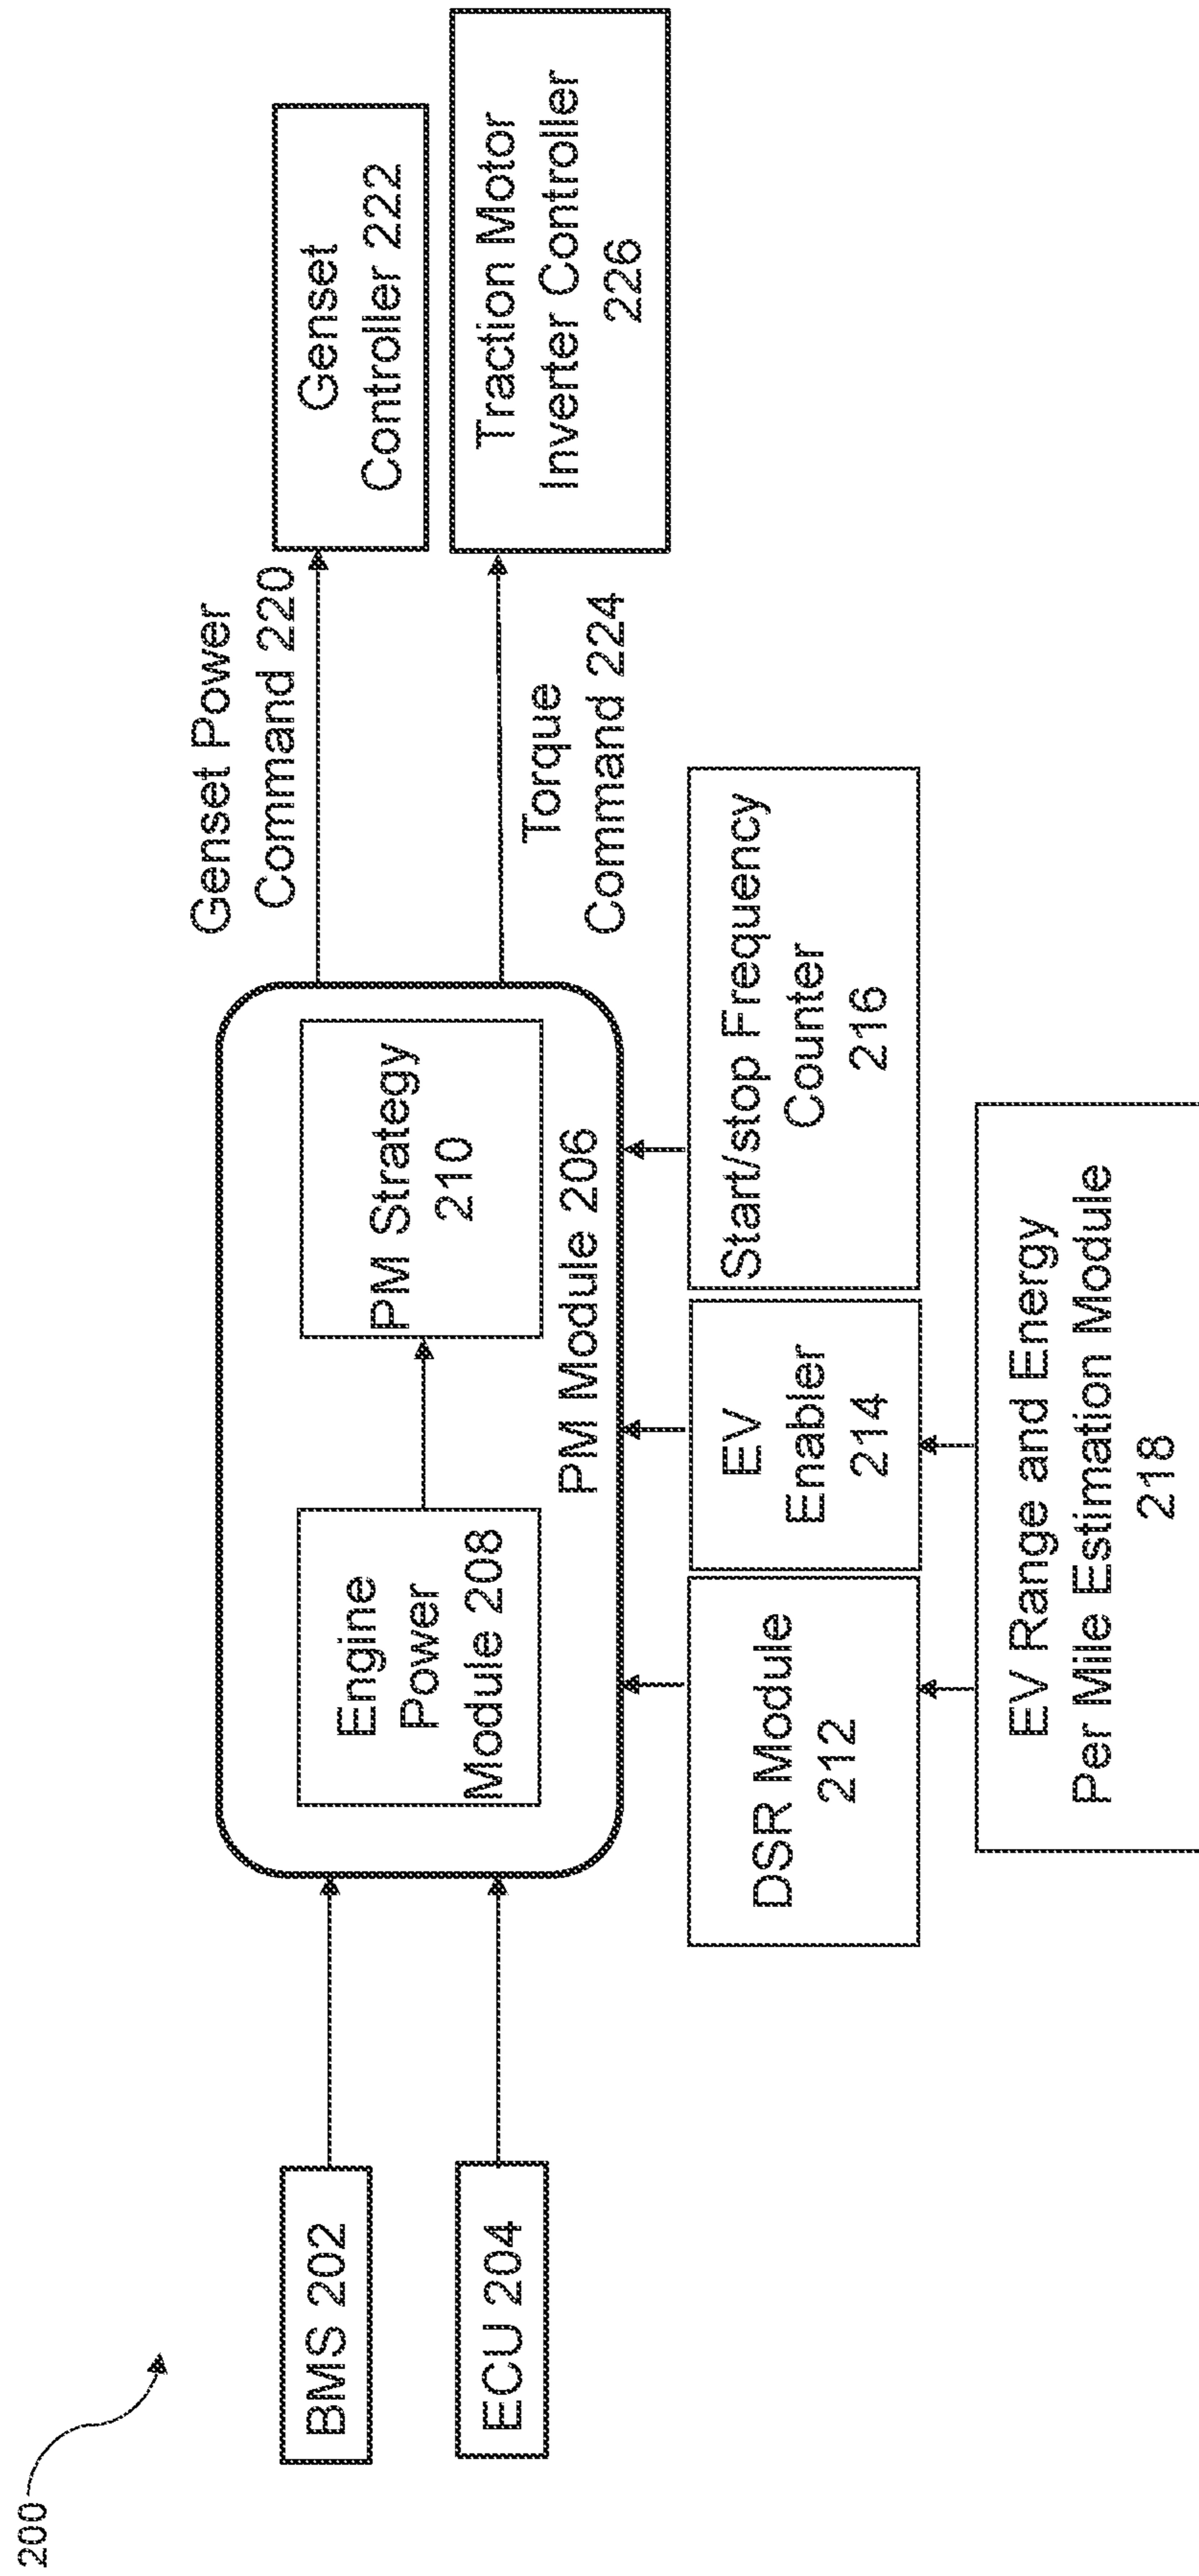 200
BMS 202
ECU 204
Engine
Power
Module 208
PM Strategy
210
PM Module 206
Genset Power
Command 220
Torque
Command 224
Genset
Controller 222
Traction Motor
Inverter Controller
226
DSR Module
212
EV
Enabler
214
Start/stop Frequency
Counter
216
EV Range and Energy
Per Mile Estimation Module
218